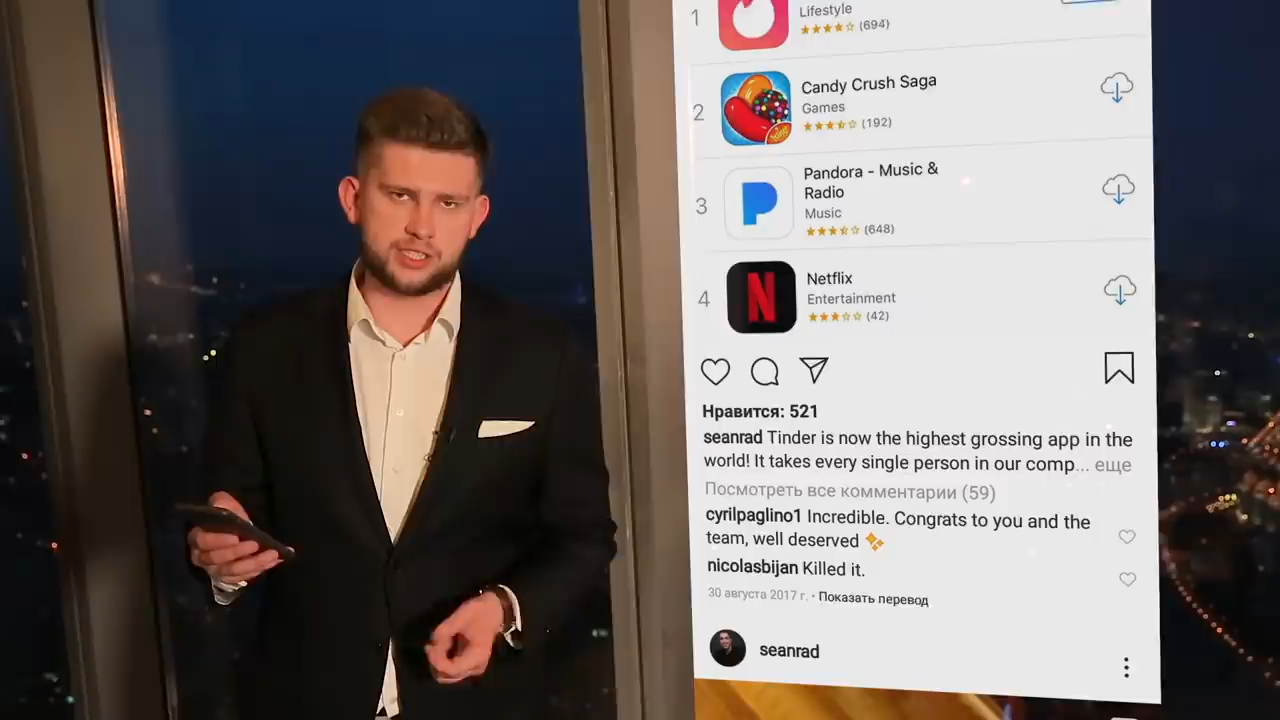 1
Lifestyle
(694)
2
Candy Crush Saga
Games
(192)
3
Pandora - Music &
Radio
Music
(648)
4
N
Netflix
Entertainment
(42)
Нравится: 521
seanrad Tinder is now the highest grossing app in the
world! It takes every single person in our comp... еще
Посмотреть все комментарии (59)
cyrilpaglino1 Incredible. Congrats to you and the
team, well deserved ✨
nicolasbijan Killed it.
30 августа 2017 г. • Показать перевод
seanrad